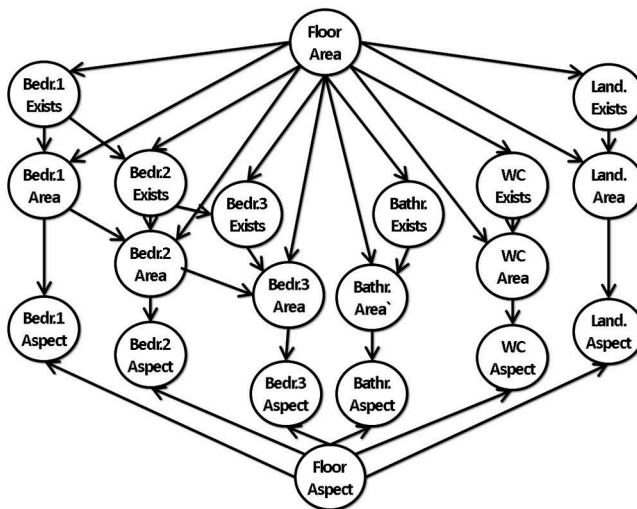 Floor
Area
Bedr.1
Exists
Land.
Exists
Bedr.1
Area
Bedr.2
Exists
Bedr.3
Exists
Bathr.
Exists
WC
Exists
Land.
Area
Bedr.2
Area
Bedr.3
Area
Bathr.
Area`
WC
Area
Bedr.1
Aspect
Bedr.2
Aspect
Bedr.3
Aspect
Bathr.
Aspect
WC
Aspect
Land.
Aspect
Floor
Aspect